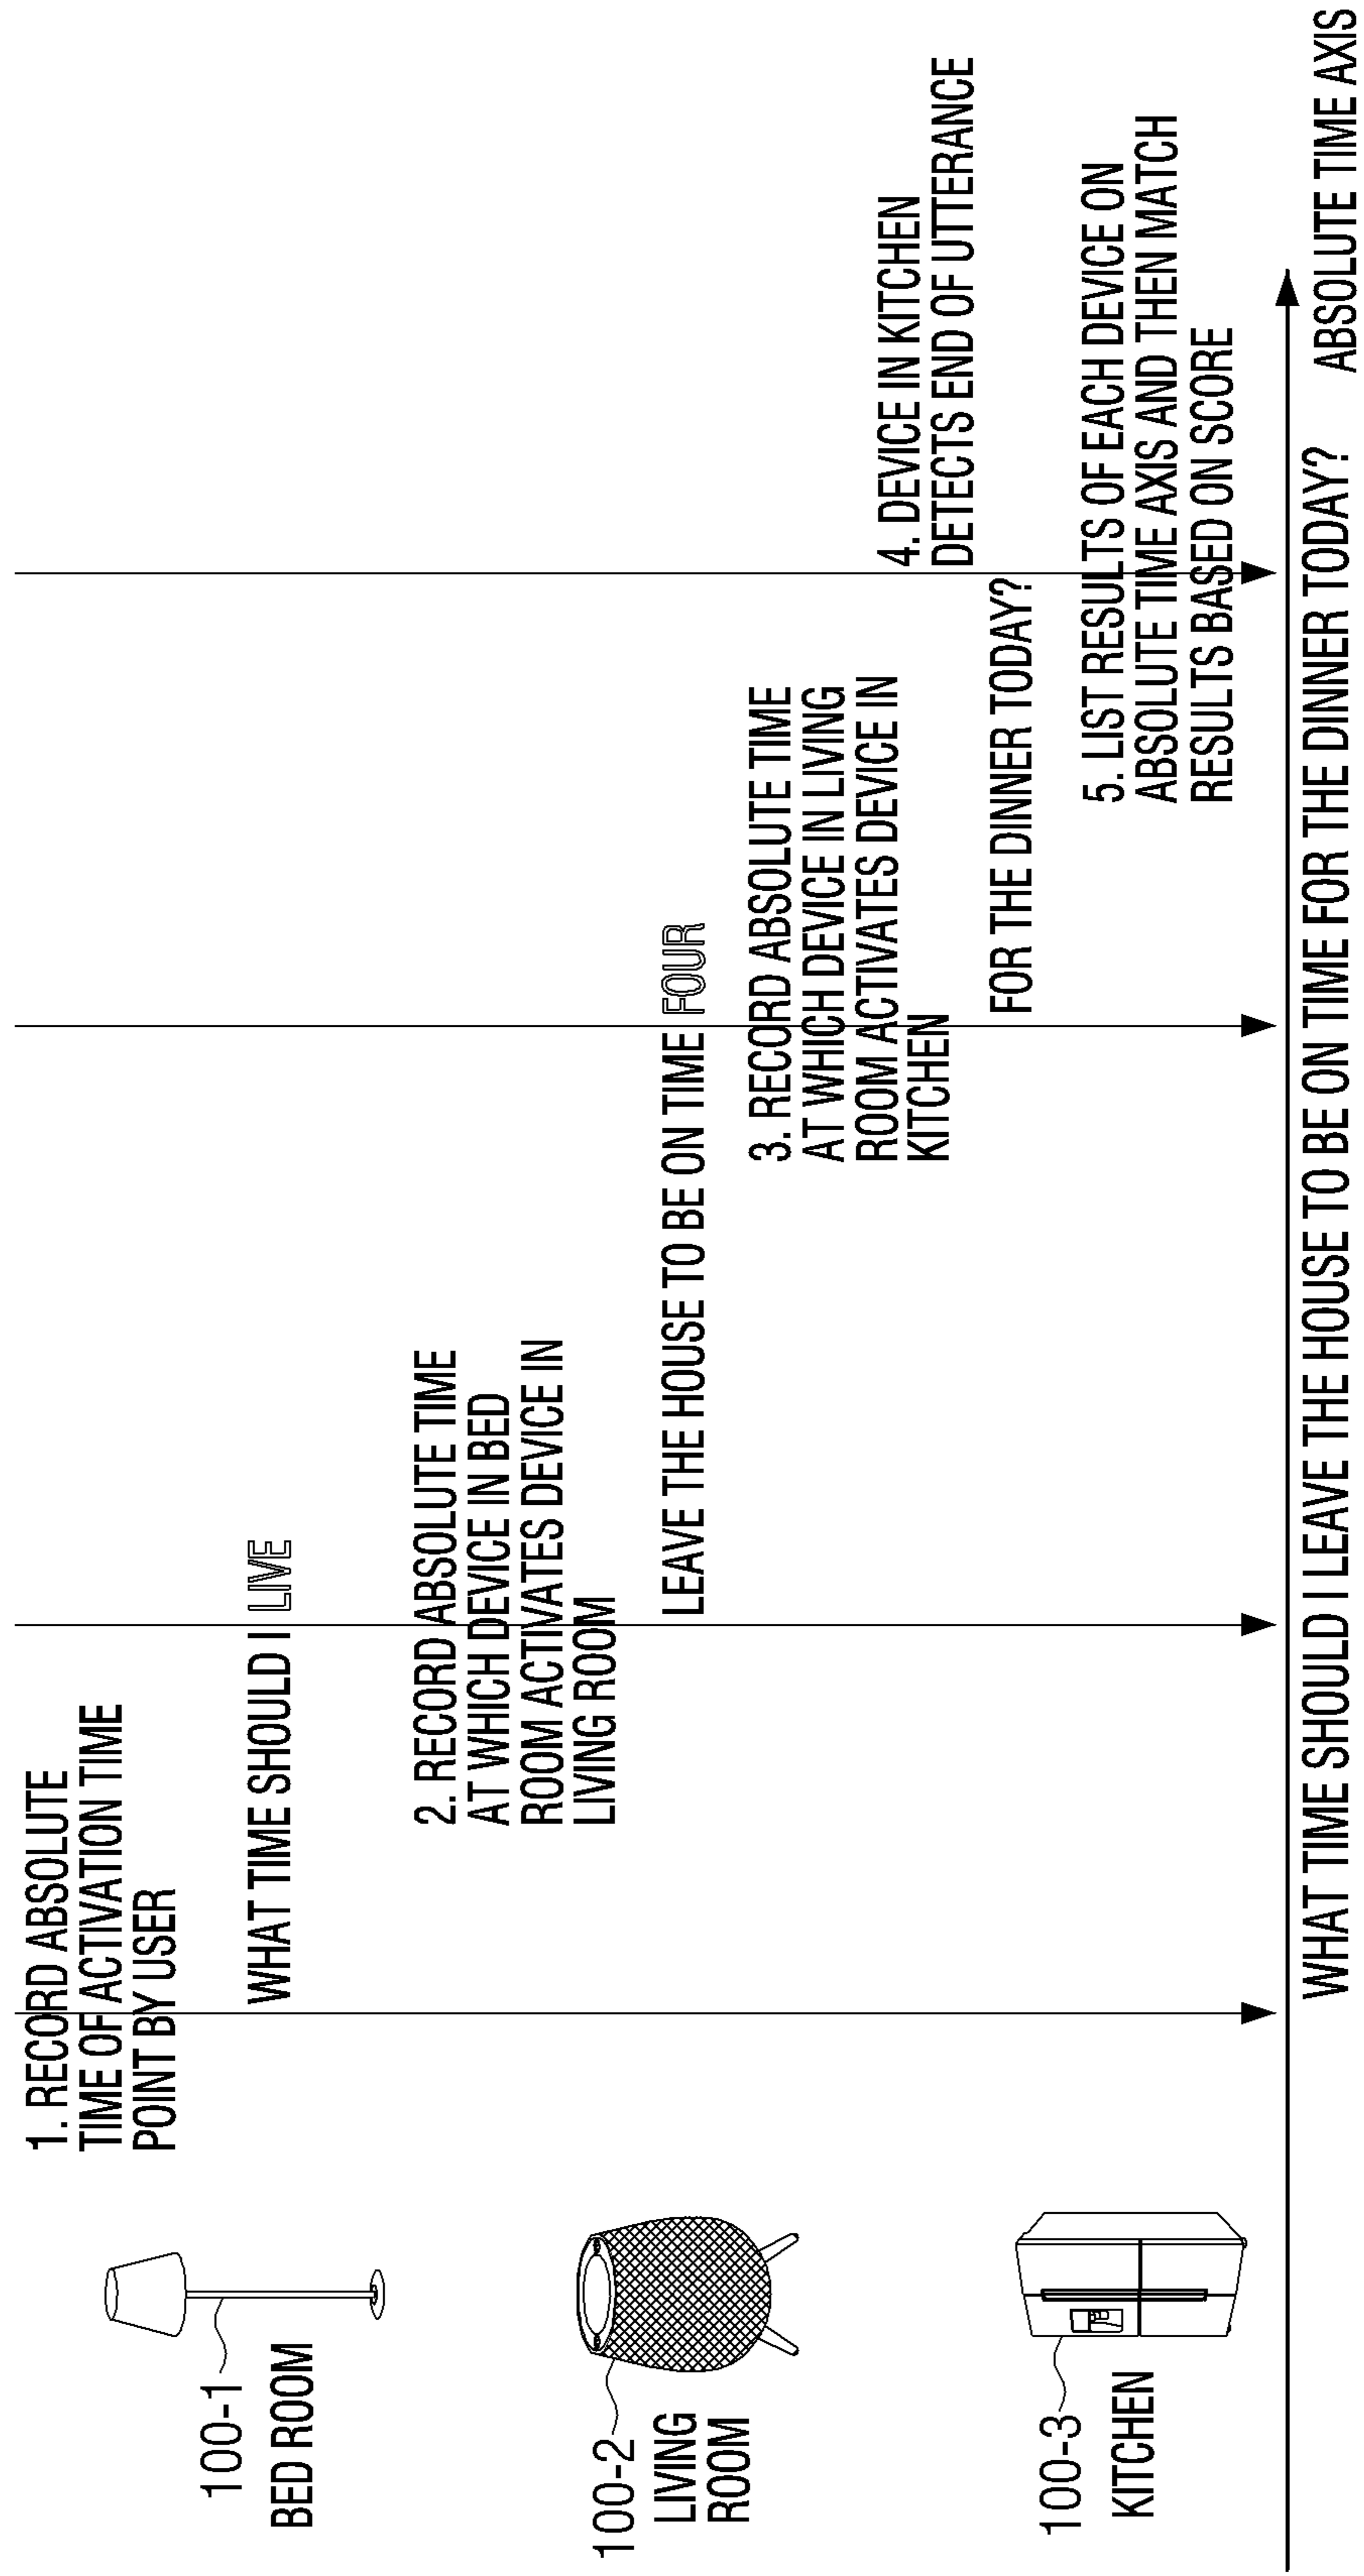 1. RECORD ABSOLUTE
TIME OF ACTIVATION TIME
POINT BY USER
100-1
BED ROOM
WHAT TIME SHOULD I LIVE
2. RECORD ABSOLUTE TIME
AT WHICH DEVICE IN BED
ROOM ACTIVATES DEVICE IN
LIVING ROOM
100-2
LIVING
ROOM
LEAVE THE HOUSE TO BE ON TIME FOUR
3. RECORD ABSOLUTE TIME
AT WHICH DEVICE IN LIVING
ROOM ACTIVATES DEVICE IN
KITCHEN
4. DEVICE IN KITCHEN
DETECTS END OF UTTERANCE
100-3
KITCHEN
FOR THE DINNER TODAY?
5. LIST RESULTS OF EACH DEVICE ON
ABSOLUTE TIME AXIS AND THEN MATCH
RESULTS BASED ON SCORE
WHAT TIME SHOULD I LEAVE THE HOUSE TO BE ON TIME FOR THE DINNER TODAY?
ABSOLUTE TIME AXIS